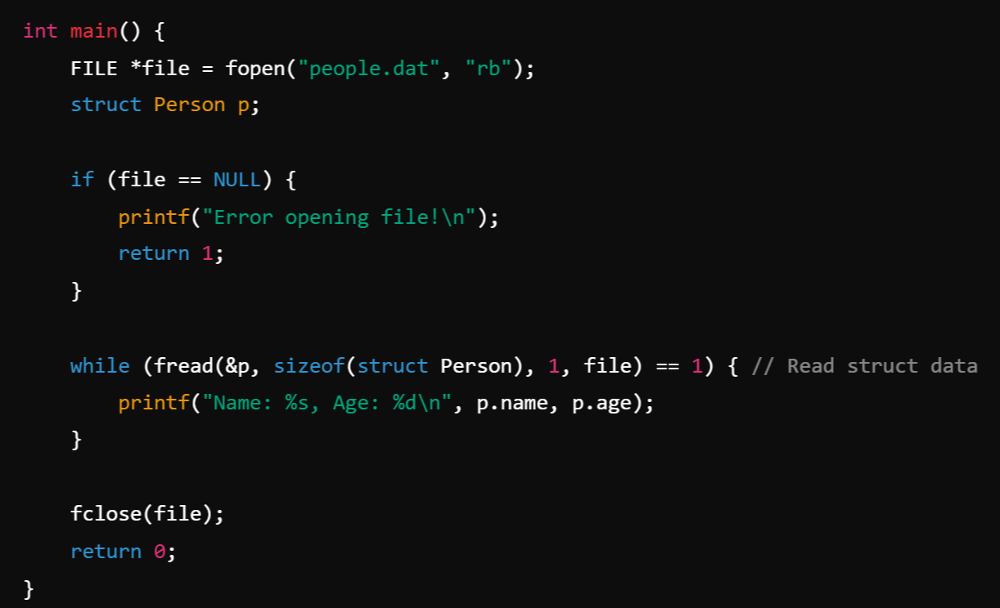 int main() {
    FILE *file = fopen("people.dat", "rb");
    struct Person p;
    if (file == NULL) {
        printf("Error opening file!\n");
        return 1;
    }
    while (fread(&p, sizeof(struct Person), 1, file) == 1) { // Read struct data
        printf("Name: %s, Age: %d\n", p.name, p.age);
    }
    fclose(file);
    return 0;
}